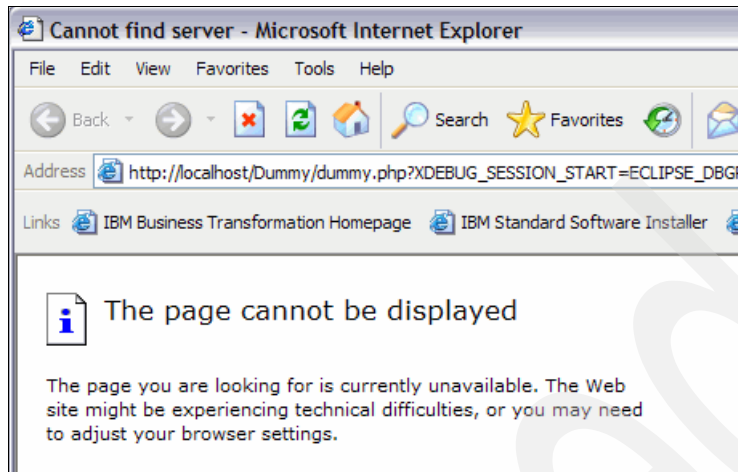 Cannot find server - Microsoft Internet Explorer
File Edit View Favorites Tools Help
Back Search Favorites
Address http://localhost/Dummy/dummy.php?XDEBUG_SESSION_START=ECLIPSE_DBG
Links IBM Business Transformation Homepage IBM Standard Software Installer
The page cannot be displayed
The page you are looking for is currently unavailable. The Web
site might be experiencing technical difficulties, or you may need
to adjust your browser settings.